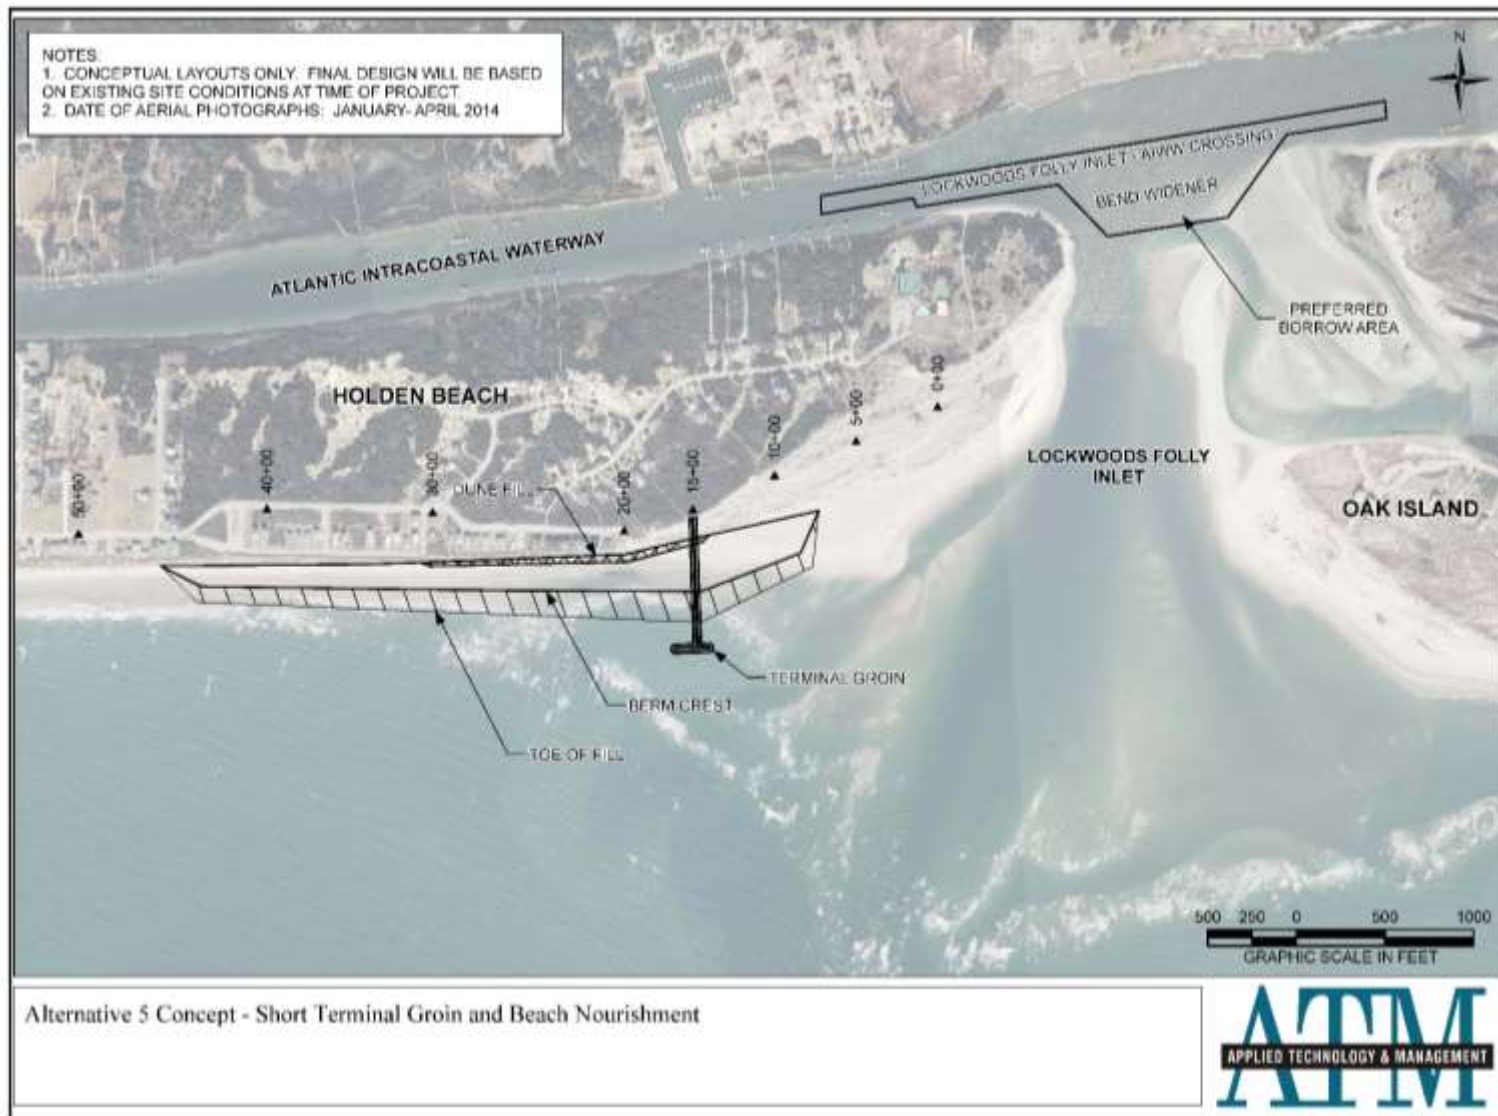 NOTES:
1. CONCEPTUAL LAYOUTS ONLY. FINAL DESIGN WILL BE BASED
ON EXISTING SITE CONDITIONS AT TIME OF PROJECT
2. DATE OF AERIAL PHOTOGRAPHS: JANUARY-APRIL 2014
N
LOCKWOODS FOLLY INLET - AIWW CROSSING
BEND WIDENER
ATLANTIC INTRACOASTAL WATERWAY
PREFERRED
BORROW AREA
HOLDEN BEACH
50+00
40+00
30+00
20+00
15+00
10+00
5+00
0+00
DUNE FILL
LOCKWOODS FOLLY
INLET
OAK ISLAND
TERMINAL GROIN
BERM CREST
TOE OF FILL
500 250 0 500 1000
GRAPHIC SCALE IN FEET
Alternative 5 Concept - Short Terminal Groin and Beach Nourishment
ATM
APPLIED TECHNOLOGY & MANAGEMENT